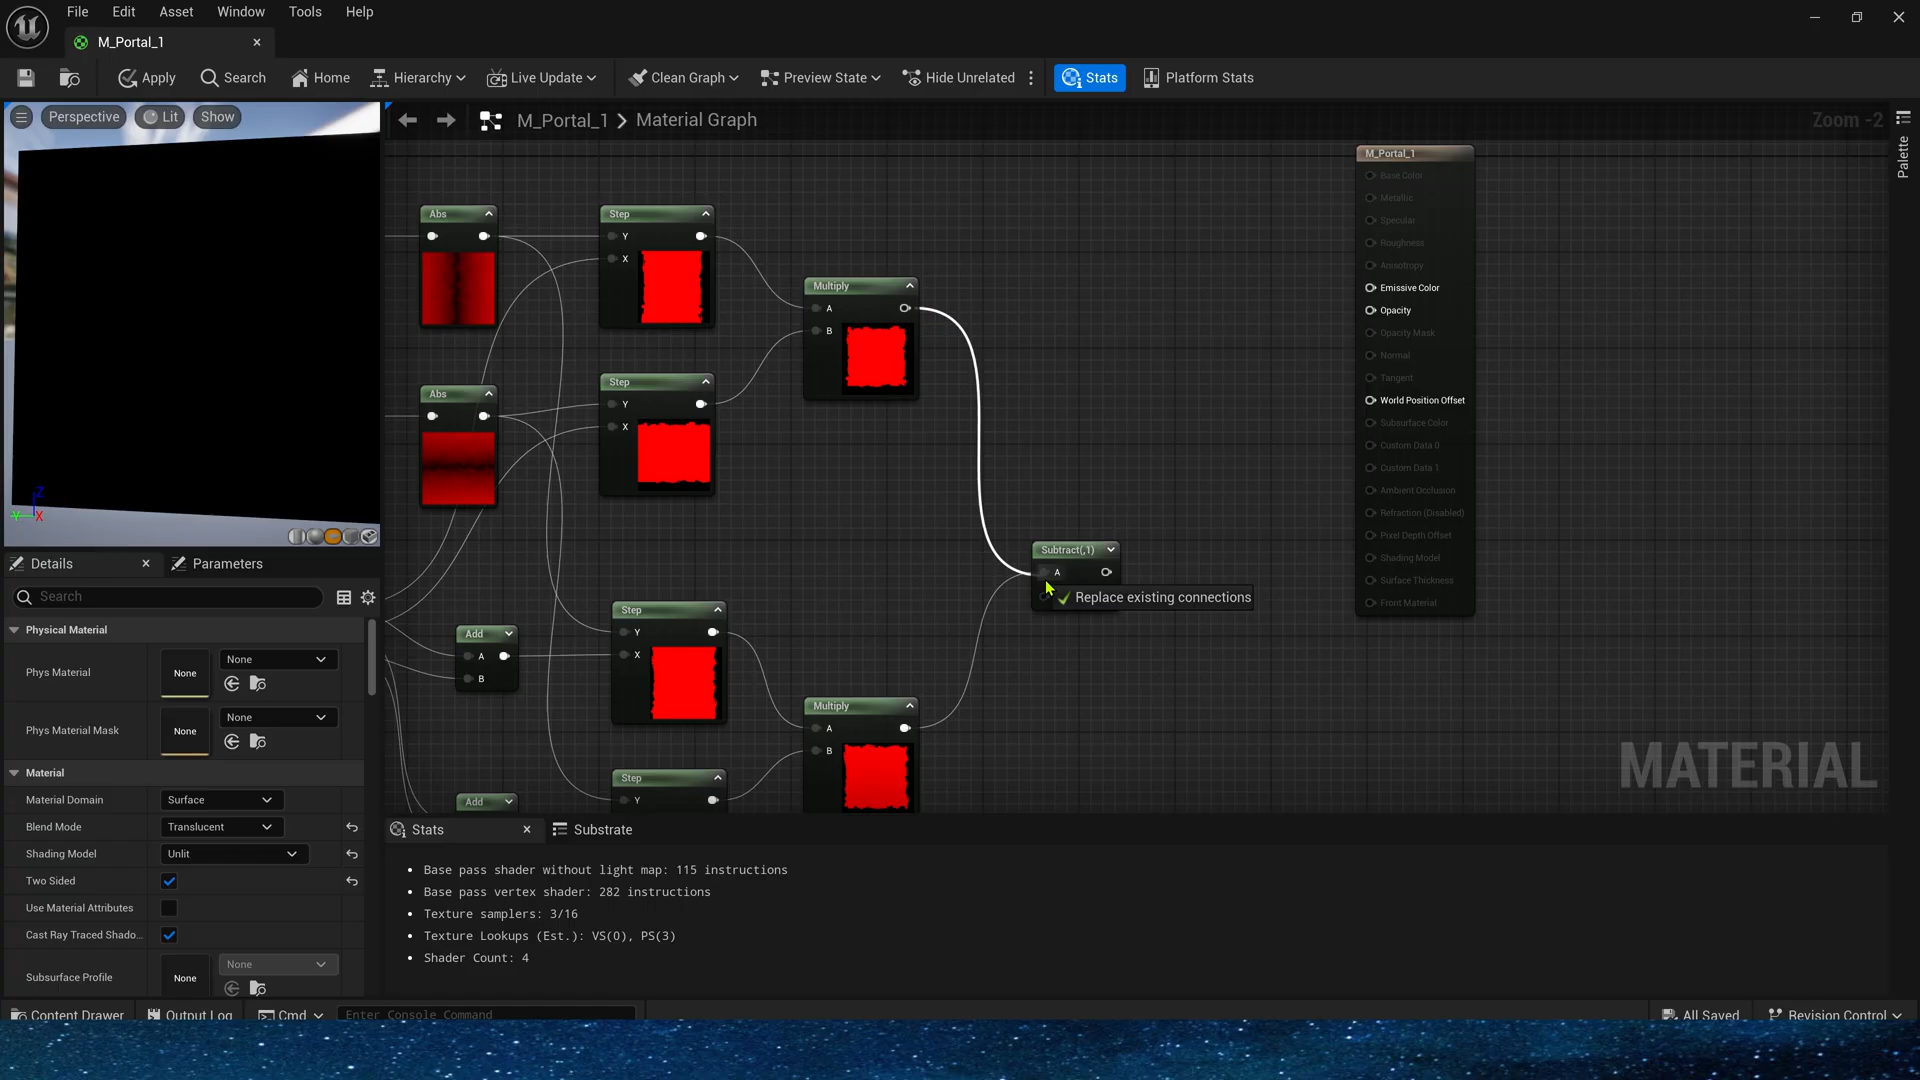 File Edit Asset Window Tools Help
M_Portal_1
Apply Search Home Hierarchy Live Update Clean Graph Preview State Hide Unrelated Stats Platform Stats
Perspective Lit Show
M_Portal_1 > Material Graph
Zoom -2
Palette
M_Portal_1
Base Color
Metallic
Specular
Roughness
Anisotropy
Emissive Color
Opacity
Opacity Mask
Normal
Tangent
World Position Offset
Subsurface Color
Custom Data 0
Custom Data 1
Ambient Occlusion
Refraction (Disabled)
Pixel Depth Offset
Shading Model
Surface Thickness
Front Material
Abs
Step
Y
X
Multiply
A
B
Abs
Step
Y
X
Subtract(,1)
A
Replace existing connections
Step
Y
X
Add
A
B
Multiply
A
B
Step
Y
Add
MATERIAL
Z
Y
X
Details Parameters
Search
Physical Material
Phys Material None None
Phys Material Mask None None
Material
Material Domain Surface
Blend Mode Translucent
Shading Model Unlit
Two Sided
Use Material Attributes
Cast Ray Traced Shado...
Subsurface Profile None None
Stats Substrate
• Base pass shader without light map: 115 instructions
• Base pass vertex shader: 282 instructions
• Texture samplers: 3/16
• Texture Lookups (Est.): VS(0), PS(3)
• Shader Count: 4
Content Drawer Output Log Cmd Enter Console Command All Saved Revision Control